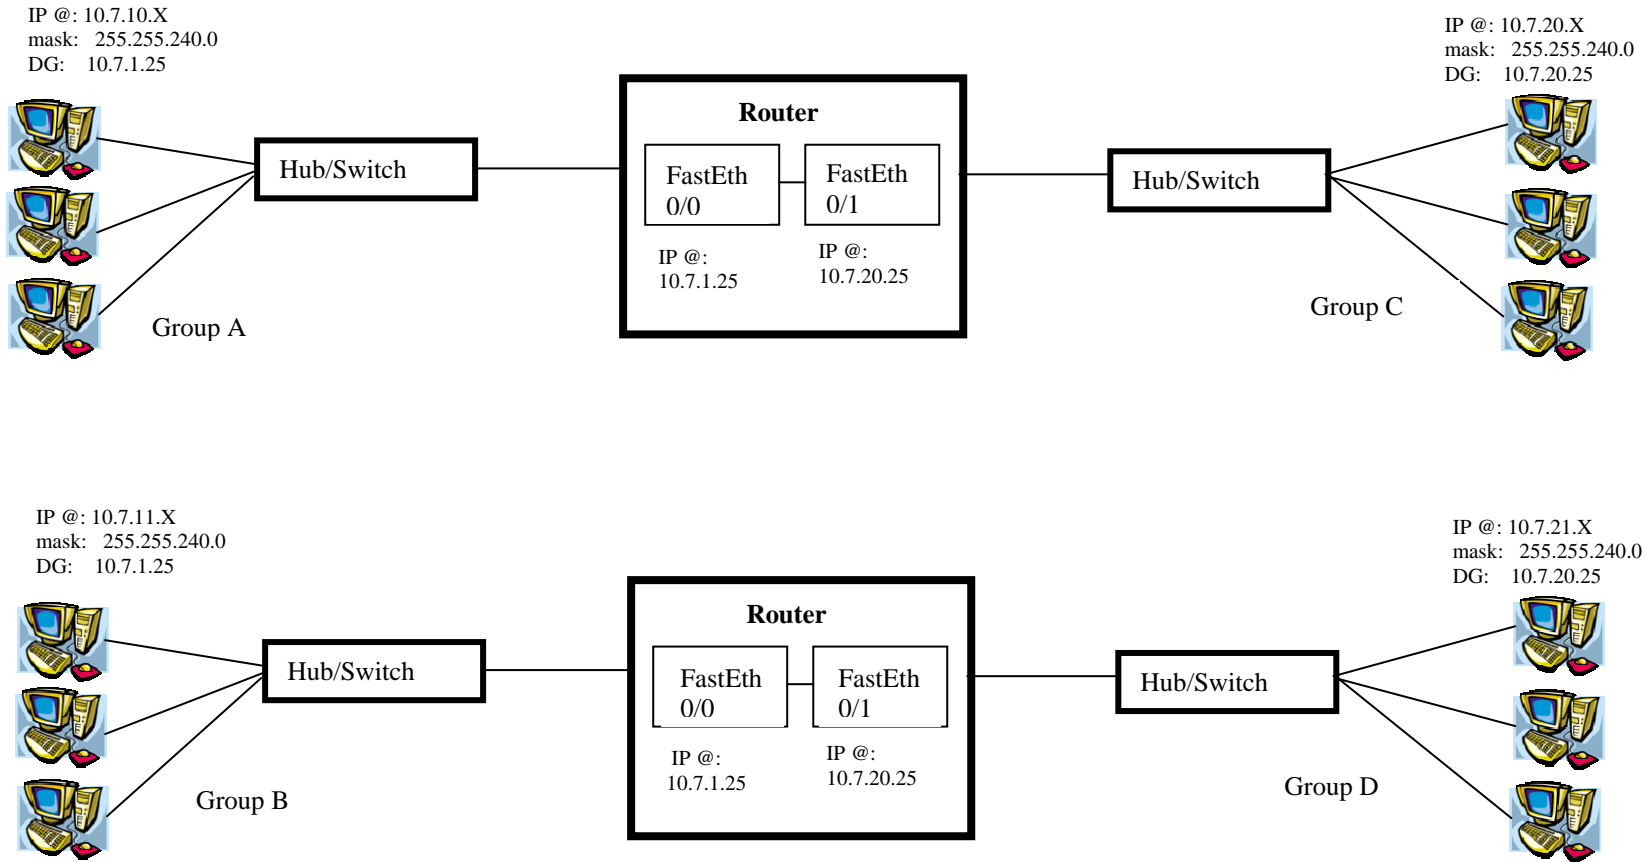 IP @: 10.7.10.X
mask: 255.255.240.0
DG: 10.7.1.25
IP @: 10.7.20.X
mask: 255.255.240.0
DG: 10.7.20.25
Router
Hub/Switch
FastEth
0/0
FastEth
0/1
Hub/Switch
IP @:
10.7.1.25
IP @:
10.7.20.25
Group A
Group C
IP @: 10.7.11.X
mask: 255.255.240.0
DG: 10.7.1.25
IP @: 10.7.21.X
mask: 255.255.240.0
DG: 10.7.20.25
Router
Hub/Switch
FastEth
0/0
FastEth
0/1
Hub/Switch
IP @:
10.7.1.25
IP @:
10.7.20.25
Group B
Group D